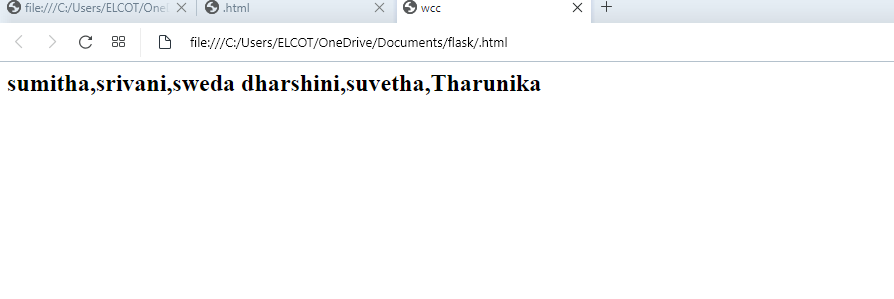 file:///C:/Users/ELCOT/One
.html
wcc
file:///C:/Users/ELCOT/OneDrive/Documents/flask/.html
sumitha,srivani,sweda dharshini,suvetha,Tharunika